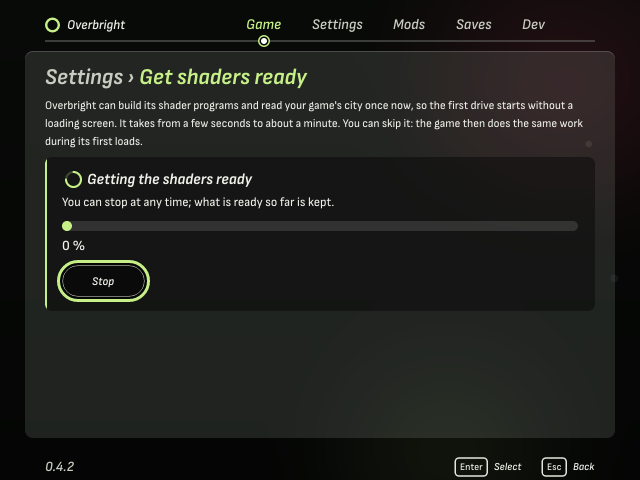 Overbright
Game Settings Mods Saves Dev
Settings › Get shaders ready
Overbright can build its shader programs and read your game's city once now, so the first drive starts without a
loading screen. It takes from a few seconds to about a minute. You can skip it: the game then does the same work
during its first loads.
Getting the shaders ready
You can stop at any time; what is ready so far is kept.
0 %
Stop
0.4.2
Enter Select Esc Back